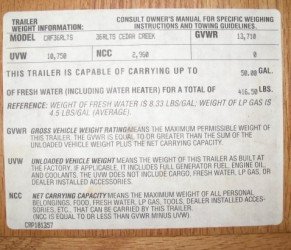 TRAILER
WEIGHT INFORMATION:
CONSULT OWNER'S MANUAL FOR SPECIFIC WEIGHING
INSTRUCTIONS AND TOWING GUIDELINES.
MODEL CKF36RLTS 36RLTS CEDAR CREEK GVWR 13,710
UVW 10,750 NCC 2,960 0
THIS TRAILER IS CAPABLE OF CARRYING UP TO 50.00 GAL.
OF FRESH WATER (INCLUDING WATER HEATER) FOR A TOTAL OF 416.50 LBS.
REFERENCE: WEIGHT OF FRESH WATER IS 8.33 LBS/GAL; WEIGHT OF LP GAS IS
4.5 LBS/GAL (AVERAGE).
GVWR GROSS VEHICLE WEIGHT RATING MEANS THE MAXIMUM PERMISSIBLE WEIGHT OF
THIS TRAILER. THE GVWR IS EQUAL TO OR GREATER THAN THE SUM OF THE
UNLOADED VEHICLE WEIGHT PLUS THE NET CARRYING CAPACITY.
UVW UNLOADED VEHICLE WEIGHT MEANS THE WEIGHT OF THIS TRAILER AS BUILT AT
THE FACTORY. IF APPLICABLE, IT INCLUDES FULL GENERATOR FUEL, ENGINE OIL,
AND COOLANTS. THE UVW DOES NOT INCLUDE CARGO, FRESH WATER, LP GAS, OR
DEALER INSTALLED ACCESSORIES.
NCC NET CARRYING CAPACITY MEANS THE MAXIMUM WEIGHT OF ALL PERSONAL
BELONGINGS, FOOD, FRESH WATER, LP GAS, TOOLS, DEALER INSTALLED ACCES-
SORIES, ETC., THAT CAN BE CARRIED BY THIS TRAILER.
(NCC IS EQUAL TO OR LESS THAN GVWR MINUS UVW)